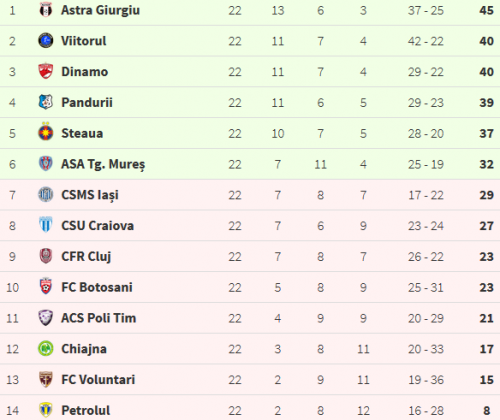 1 Astra Giurgiu 22 13 6 3 37 - 25 45
2 Viitorul 22 11 7 4 42 - 20 40
3 Dinamo 22 11 7 4 29 - 22 40
4 Pandurii 22 11 6 5 29 - 23 39
5 Steaua 22 10 7 5 28 - 20 37
6 ASA Tg. Mureș 22 7 11 4 25 - 19 32
7 CSMS Iași 22 7 8 7 17 - 22 29
8 CSU Craiova 22 7 6 9 23 - 24 27
9 CFR Cluj 22 7 8 7 26 - 22 23
10 FC Botosani 22 5 8 9 25 - 31 23
11 ACS Poli Tim 22 4 9 9 20 - 29 21
12 Chiajna 22 3 8 11 20 - 33 17
13 FC Voluntari 22 2 9 11 19 - 36 15
14 Petrolul 22 2 8 12 16 - 28 8